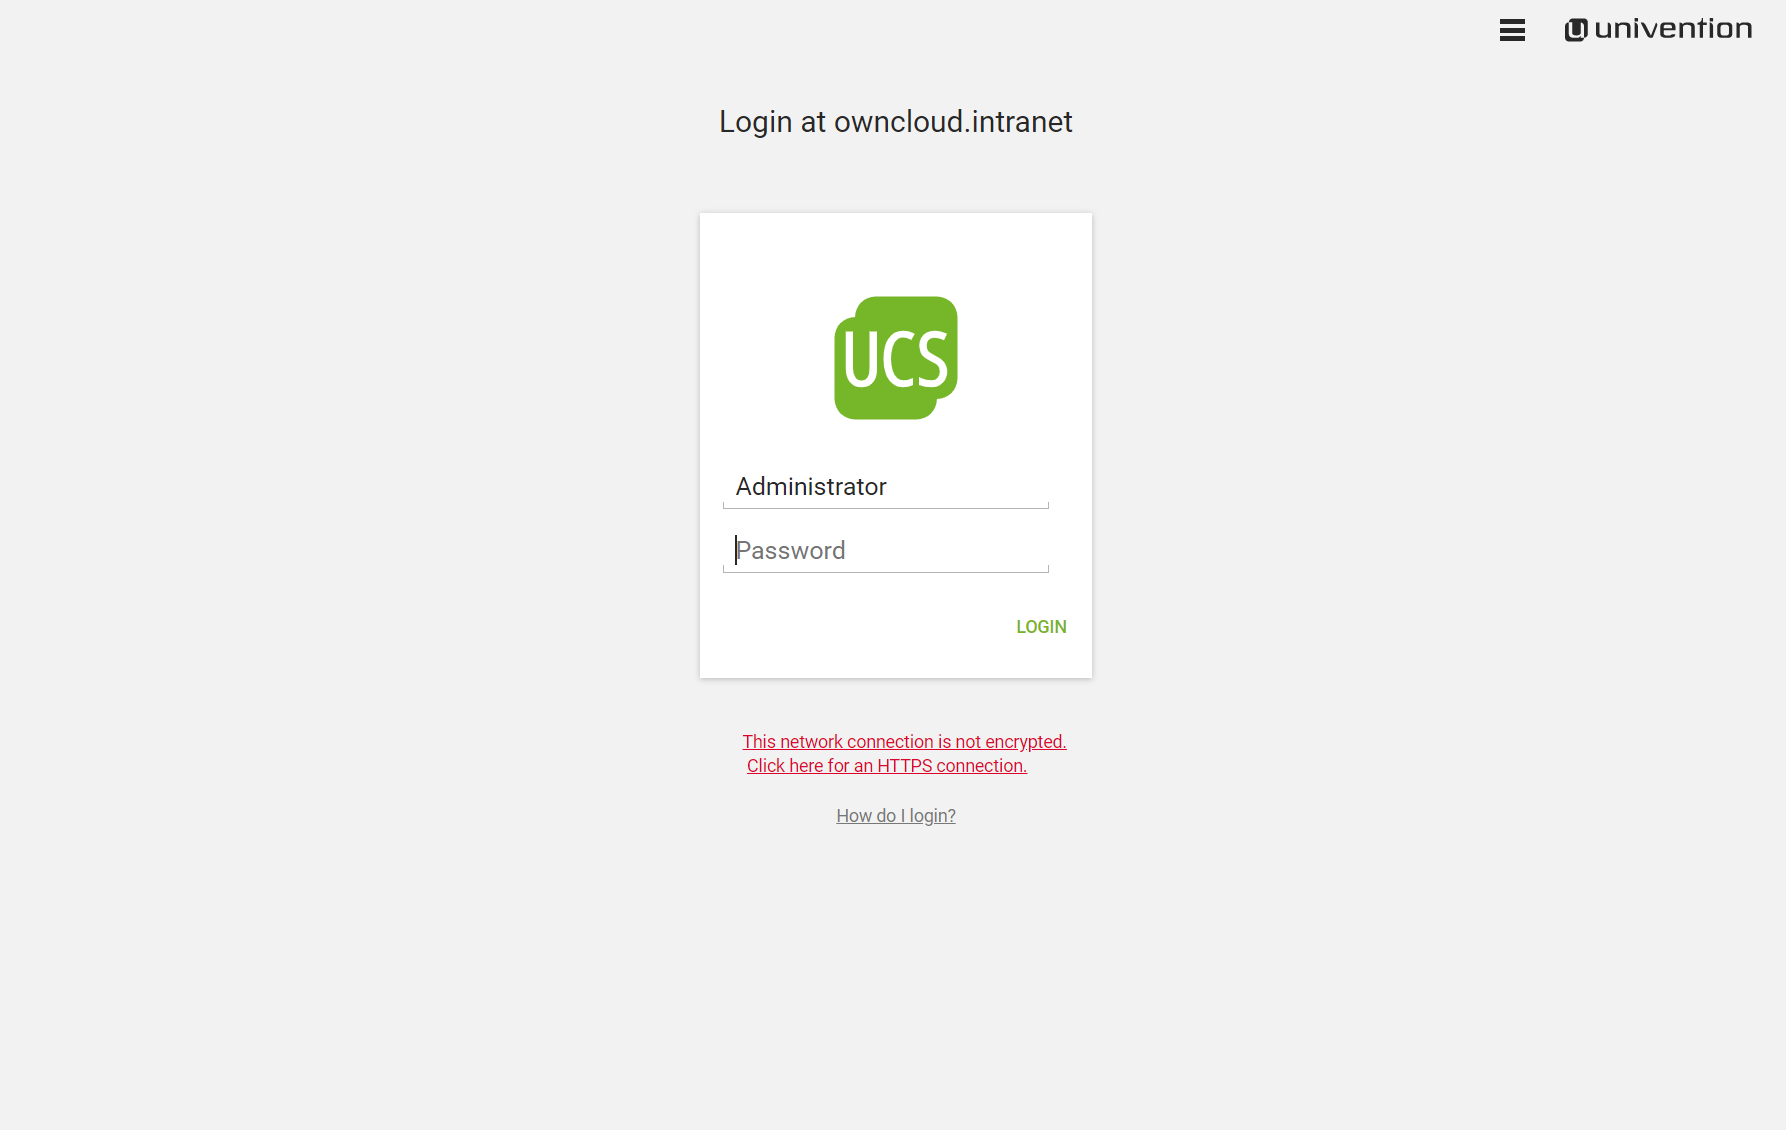 univention
Login at owncloud.intranet
UCS
Administrator
Password
LOGIN
This network connection is not encrypted.
Click here for an HTTPS connection.
How do I login?